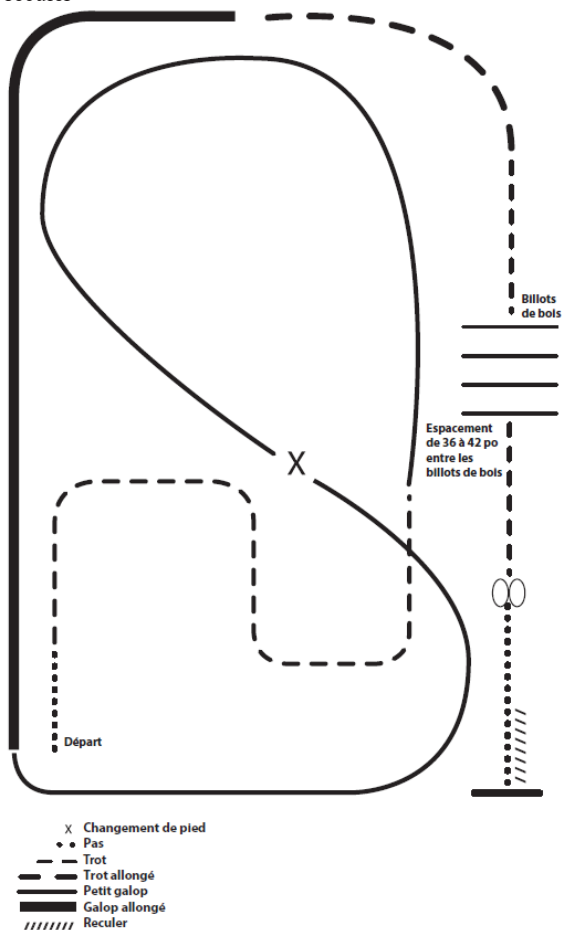 Billots
de bois
Espacement
de 36 à 42 po
entre les
billots de bois
X
Départ
X Changement de pied
Pas
Trot
Trot allongé
Petit galop
Galop allongé
Reculer